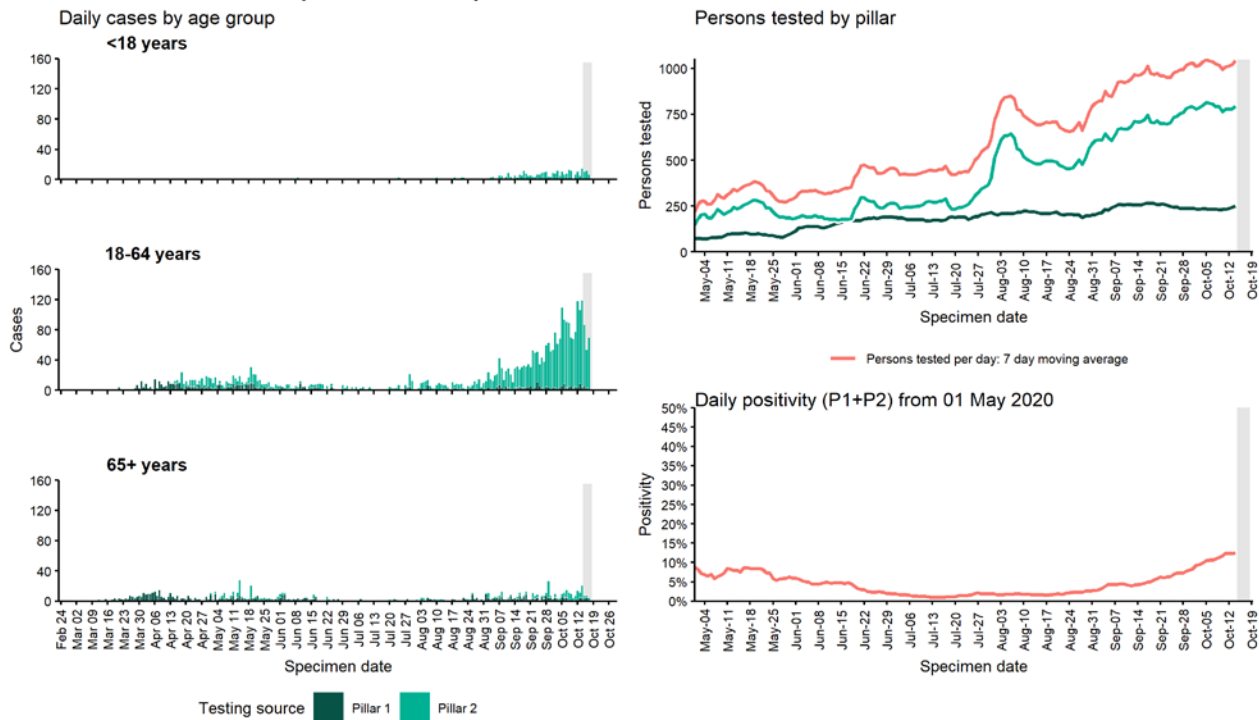 Daily cases by age group
<18 years
160
120
80
40
0
18-64 years
160
120
80
40
0
Cases
65+ years
160
120
80
40
0
Feb 24
Mar 02
Mar 09
Mar 16
Mar 23
Mar 30
Apr 06
Apr 13
Apr 20
Apr 27
May 04
May 11
May 18
May 25
Jun 01
Jun 08
Jun 15
Jun 22
Jun 29
Jul 06
Jul 13
Jul 20
Jul 27
Aug 03
Aug 10
Aug 17
Aug 24
Aug 31
Sep 07
Sep 14
Sep 21
Sep 28
Oct 05
Oct 12
Oct 19
Oct 26
Specimen date
Testing source Pillar 1 Pillar 2
Persons tested by pillar
1000
750
500
250
0
Persons tested
May-04
May-11
May-18
May-25
Jun-01
Jun-08
Jun-15
Jun-22
Jun-29
Jul-06
Jul-13
Jul-20
Jul-27
Aug-03
Aug-10
Aug-17
Aug-24
Aug-31
Sep-07
Sep-14
Sep-21
Sep-28
Oct-05
Oct-12
Oct-19
Specimen date
Persons tested per day: 7 day moving average
Daily positivity (P1+P2) from 01 May 2020
50%
45%
40%
35%
30%
25%
20%
15%
10%
5%
0%
Positivity
May-04
May-11
May-18
May-25
Jun-01
Jun-08
Jun-15
Jun-22
Jun-29
Jul-06
Jul-13
Jul-20
Jul-27
Aug-03
Aug-10
Aug-17
Aug-24
Aug-31
Sep-07
Sep-14
Sep-21
Sep-28
Oct-05
Oct-12
Oct-19
Specimen date